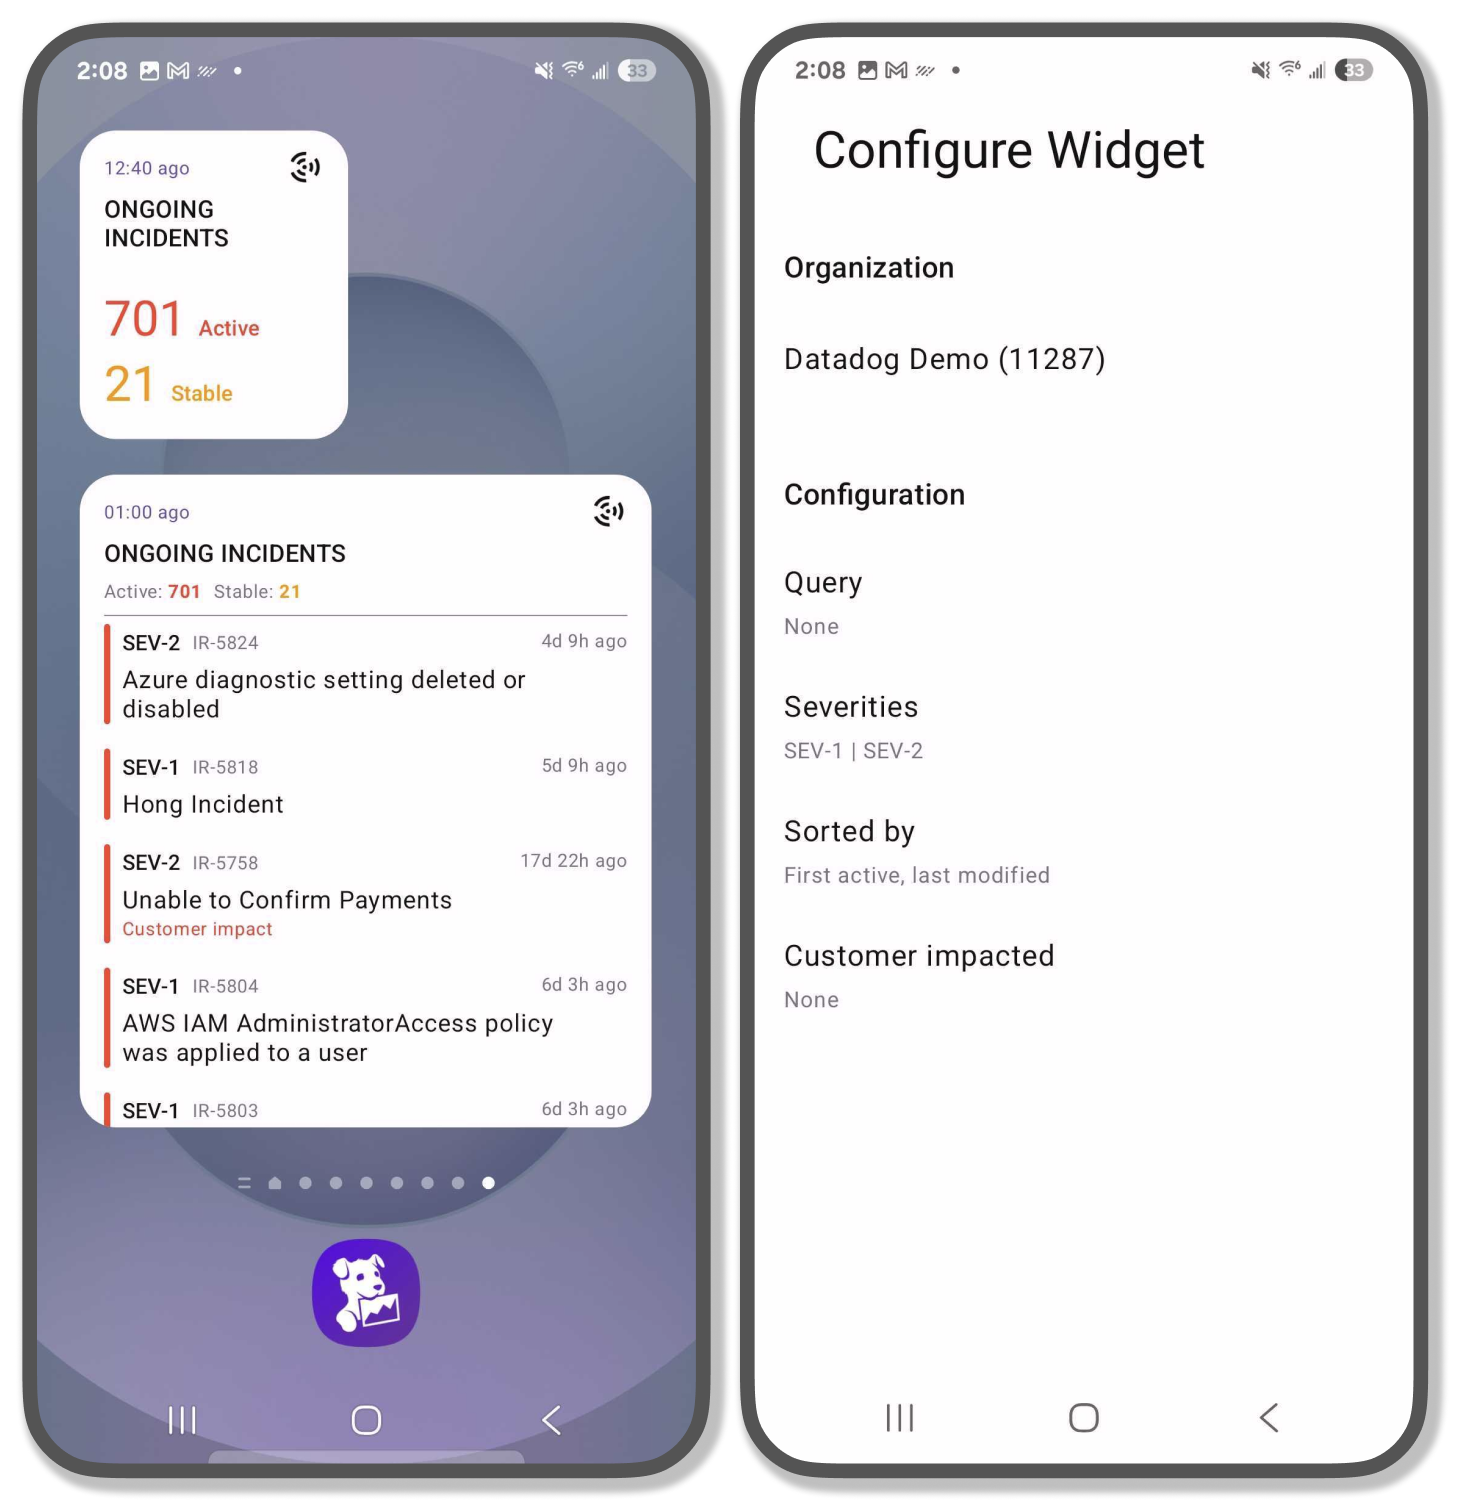 2:08
33
12:40 ago
ONGOING
INCIDENTS
701 Active
21 Stable
01:00 ago
ONGOING INCIDENTS
Active: 701 Stable: 21
SEV-2 IR-5824 4d 9h ago
Azure diagnostic setting deleted or
disabled
SEV-1 IR-5818 5d 9h ago
Hong Incident
SEV-2 IR-5758 17d 22h ago
Unable to Confirm Payments
Customer impact
SEV-1 IR-5804 6d 3h ago
AWS IAM AdministratorAccess policy
was applied to a user
SEV-1 IR-5803 6d 3h ago
2:08
33
Configure Widget
Organization
Datadog Demo (11287)
Configuration
Query
None
Severities
SEV-1 | SEV-2
Sorted by
First active, last modified
Customer impacted
None